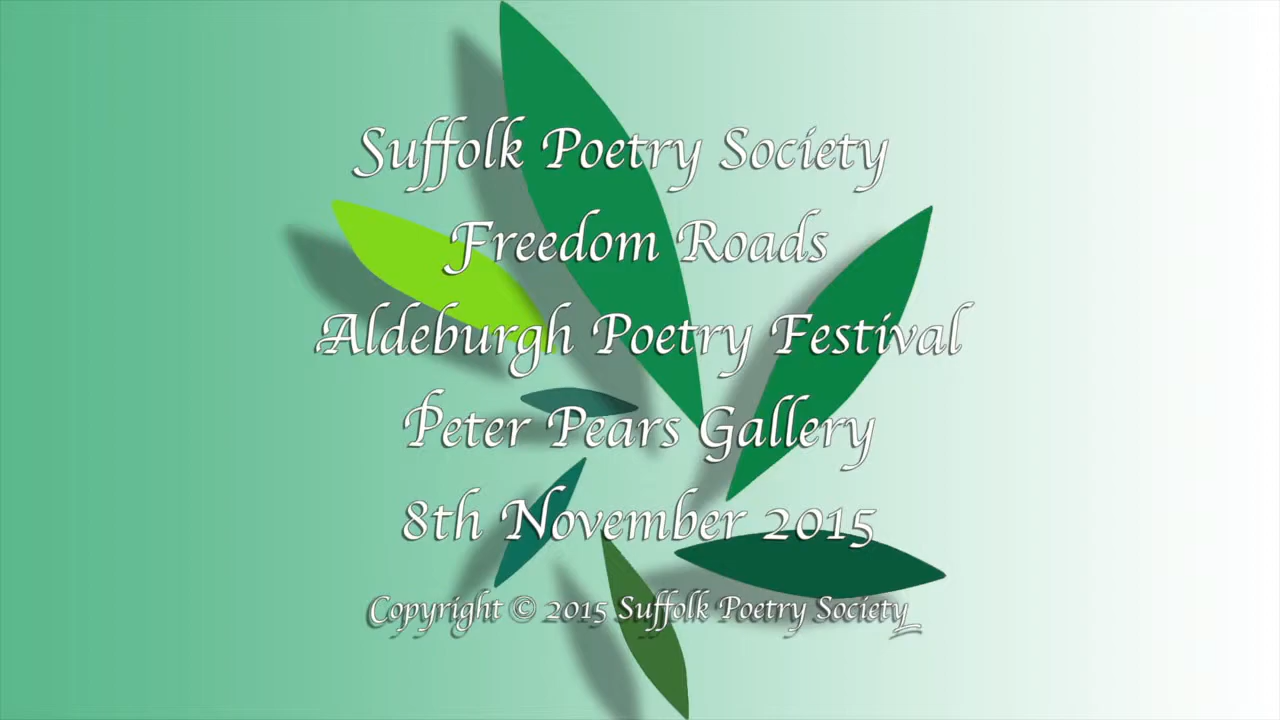 Suffolk Poetry Society
Freedom Roads
Aldeburgh Poetry Festival
Peter Pears Gallery
8th November 2015
Copyright © 2015 Suffolk Poetry Society